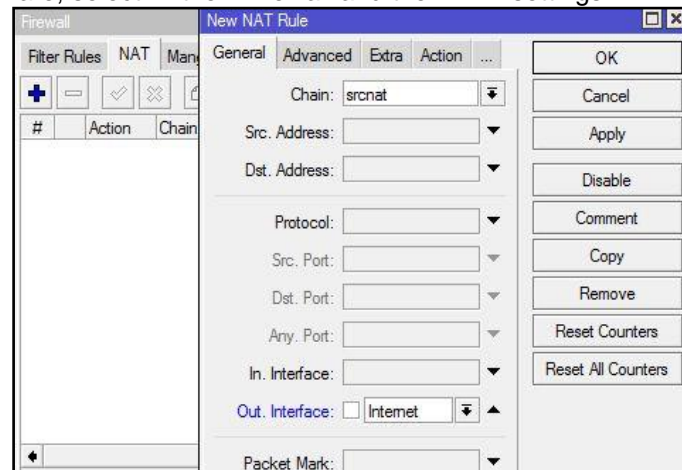 Firewall
New NAT Rule
Filter Rules NAT
General Advanced Extra Action ...
OK
Chain: srcnat
Cancel
# Action Chain
Src. Address:
Apply
Dst. Address:
Disable
Protocol:
Comment
Src. Port:
Copy
Dst. Port:
Remove
Any. Port:
Reset Counters
In. Interface:
Reset All Counters
Out. Interface: Internet
Packet Mark: